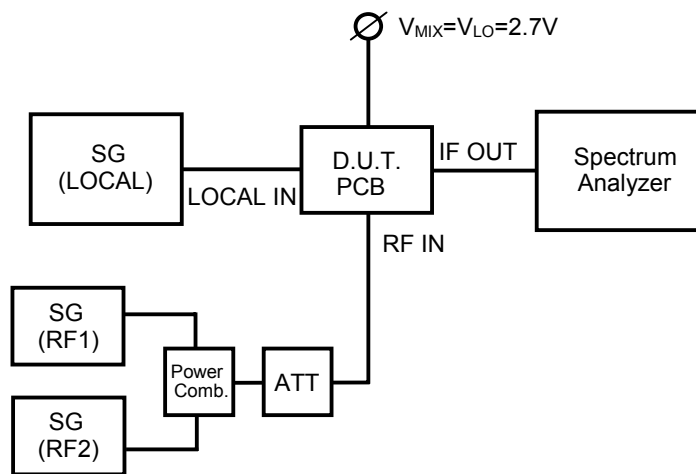 V_MIX=V_LO=2.7V
SG
(LOCAL)
LOCAL IN
D.U.T.
PCB
IF OUT
Spectrum
Analyzer
RF IN
SG
(RF1)
Power
Comb.
ATT
SG
(RF2)